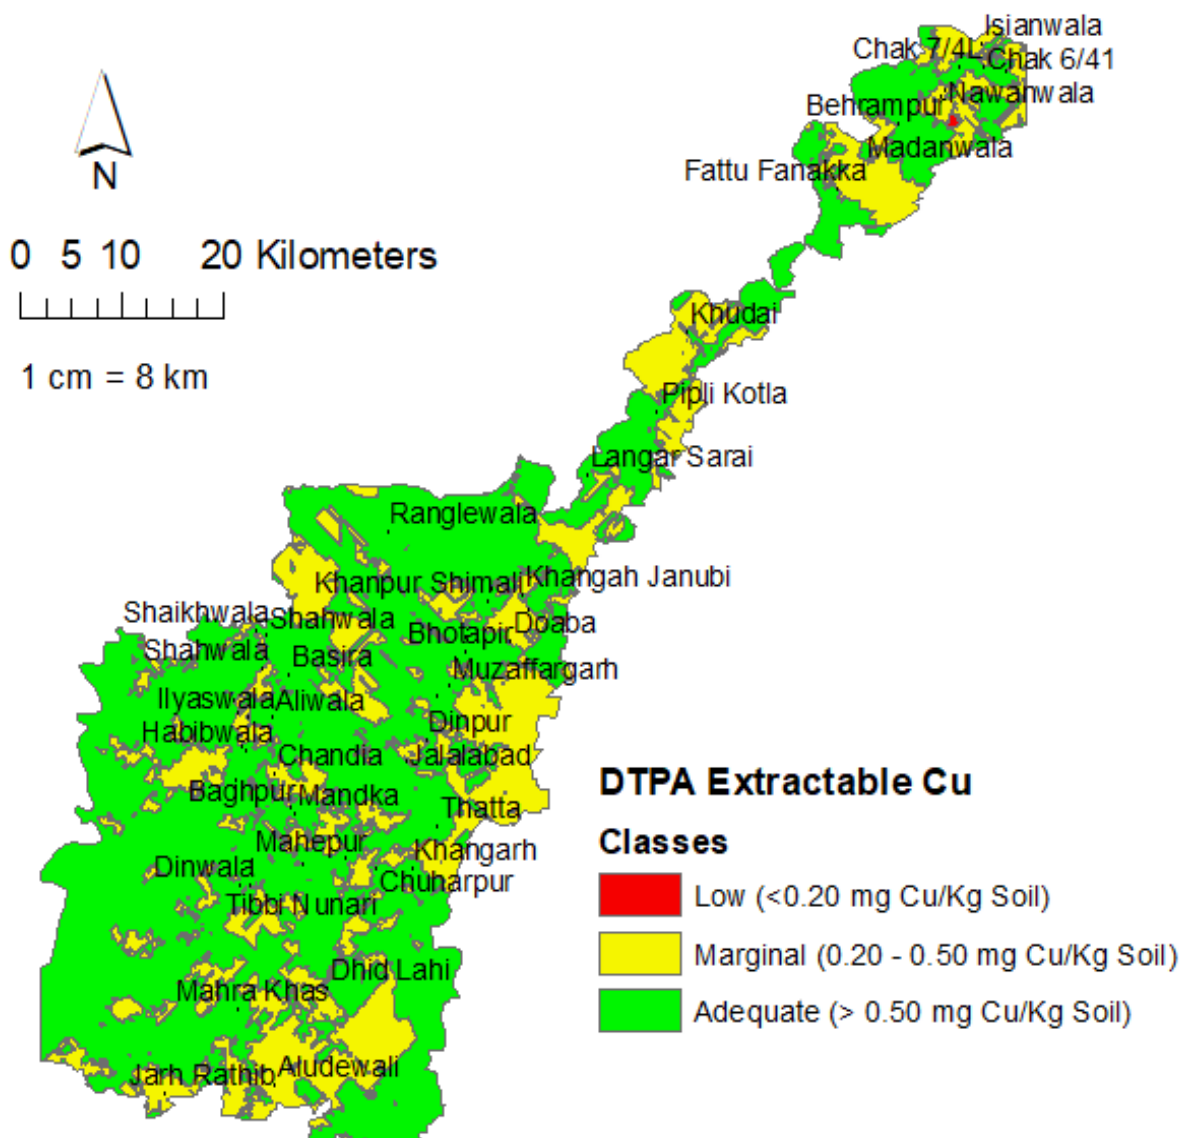 Isianwala
Chak 7/4L
Chak 6/41
Nawanwala
Behrampur
Madanwala
Fattu Fanakka
N
0 5 10 20 Kilometers
1 cm = 8 km
Khudai
Pipli Kotla
Langar Sarai
Ranglewala
Khanpur Shimali
Khangah Janubi
Shaikhwala
Shahwala
Doaba
Bhotapir
Shahwala
Basira
Muzaffargarh
Ilyaswala
Aliwala
Dinpur
Habibwala
Chandia
Jalalabad
Baghpur
Mandka
Thatta
Mahepur
Khangarh
Dinwala
Chuharpur
Tibbi Nunari
Dhid Lahi
Mahra Khas
Jarh Rathib
Aludewali
DTPA Extractable Cu
Classes
Low (<0.20 mg Cu/Kg Soil)
Marginal (0.20 - 0.50 mg Cu/Kg Soil)
Adequate (> 0.50 mg Cu/Kg Soil)